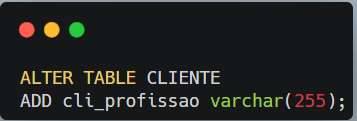 ALTER TABLE CLIENTE
ADD cli_profissao varchar(255);